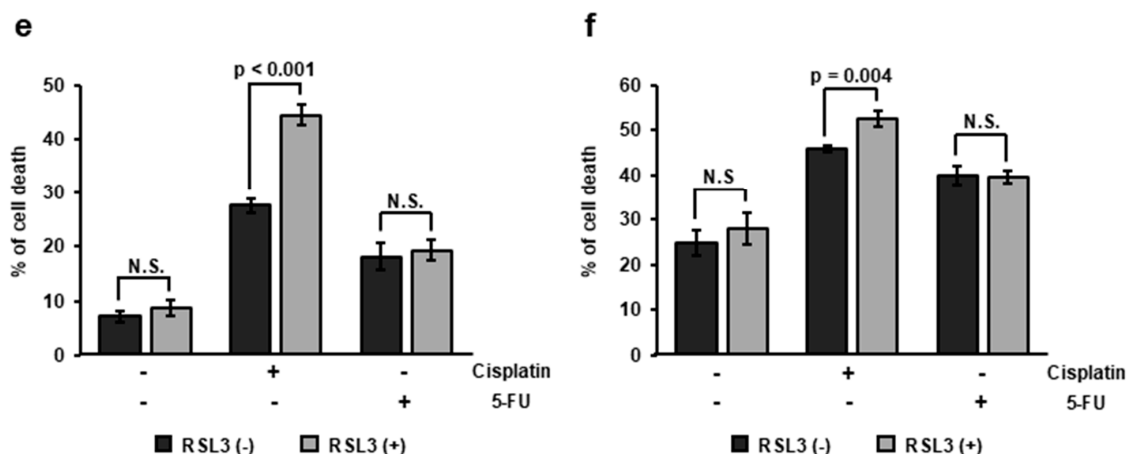 e
p < 0.001
50
40
30
20
10
0
% of cell death
N.S.
N.S.
- + - Cisplatin
- - + 5-FU
RSL3 (-) RSL3 (+)
f
p = 0.004
60
50
40
30
20
10
0
% of cell death
N.S
N.S.
- + - Cisplatin
- - + 5-FU
RSL3 (-) RSL3 (+)